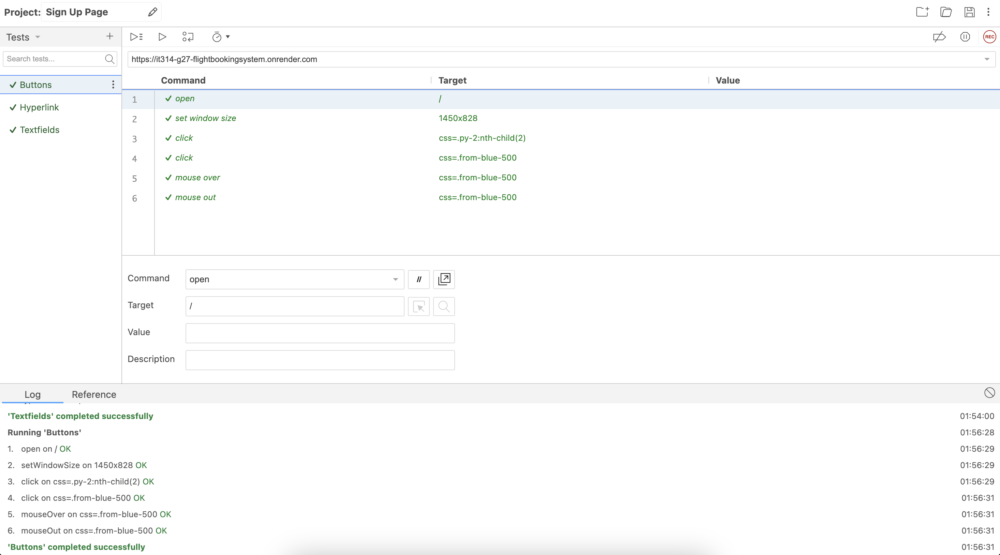 Project: Sign Up Page
Tests
REC
Search tests...
https://it314-g27-flightbookingsystem.onrender.com
Command Target Value
Buttons
Hyperlink
Textfields
1 open /
2 set window size 1450x828
3 click css=.py-2:nth-child(2)
4 click css=.from-blue-500
5 mouse over css=.from-blue-500
6 mouse out css=.from-blue-500
Command open //
Target /
Value
Description
Log Reference
'Textfields' completed successfully 01:54:00
Running 'Buttons' 01:56:28
1. open on / OK 01:56:29
2. setWindowSize on 1450x828 OK 01:56:29
3. click on css=.py-2:nth-child(2) OK 01:56:29
4. click on css=.from-blue-500 OK 01:56:31
5. mouseOver on css=.from-blue-500 OK 01:56:31
6. mouseOut on css=.from-blue-500 OK 01:56:31
'Buttons' completed successfully 01:56:31